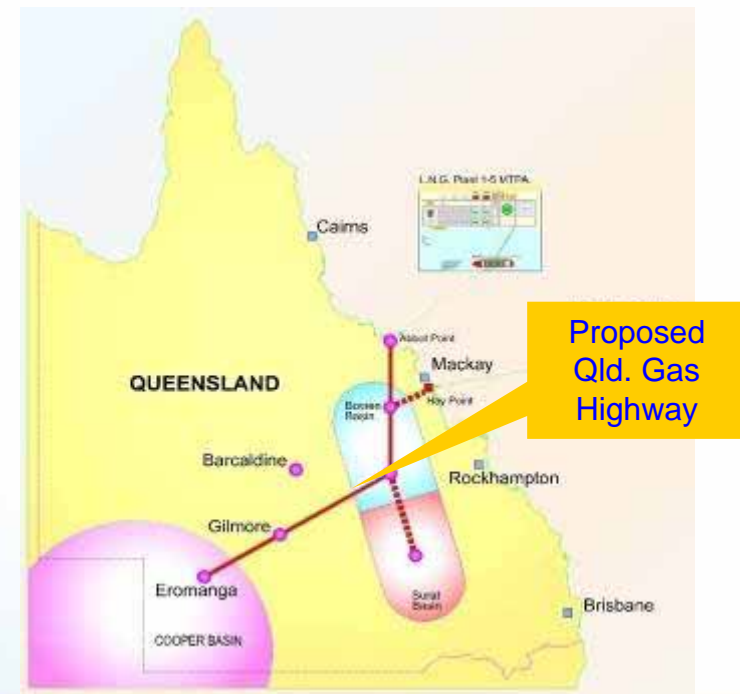 L.N.G. Plant 1-5 MTPA
Cairns
Abbot Point
Proposed
Qld. Gas
Highway
Mackay
QUEENSLAND
Bowen
Basin
Hay Point
Barcaldine
Rockhampton
Gilmore
Eromanga
Surat
Basin
Brisbane
COOPER BASIN